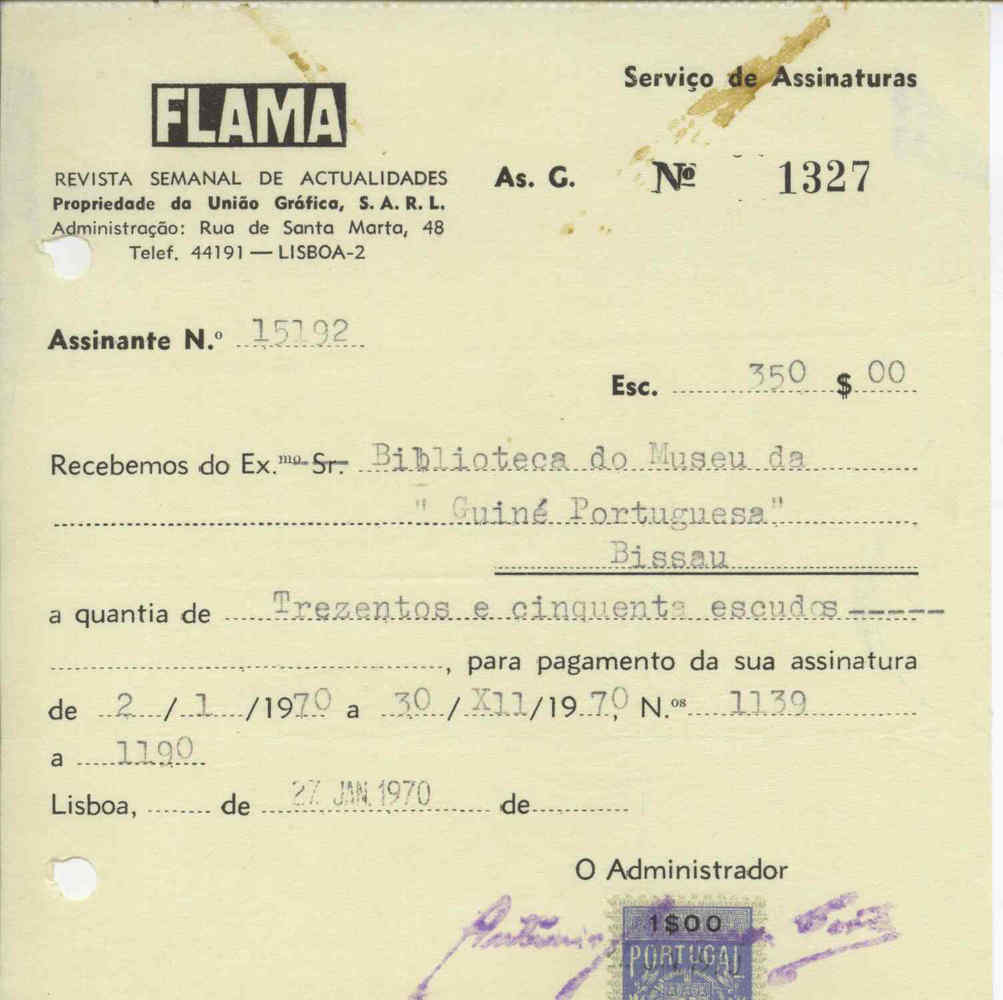 Serviço de Assinaturas
FLAMA
REVISTA SEMANAL DE ACTUALIDADES
Propriedade da União Gráfica, S. A. R. L.
Administração: Rua de Santa Marta, 48
Telef. 44191 — LISBOA-2
As. G. Nº 1327
Assinante N.º 15192
Esc. 350 $ 00
Recebemos do Ex.mo Sr. Biblioteca do Museu da
" Guiné Portuguesa"
Bissau
a quantia de Trezentos e cinquenta escudos -----
, para pagamento da sua assinatura
de 2 / 1 /1970 a 30 / XII/1970 N.os 1139
a 1190
Lisboa, de 27 JAN. 1970 de
O Administrador
1$00
PORTUGAL